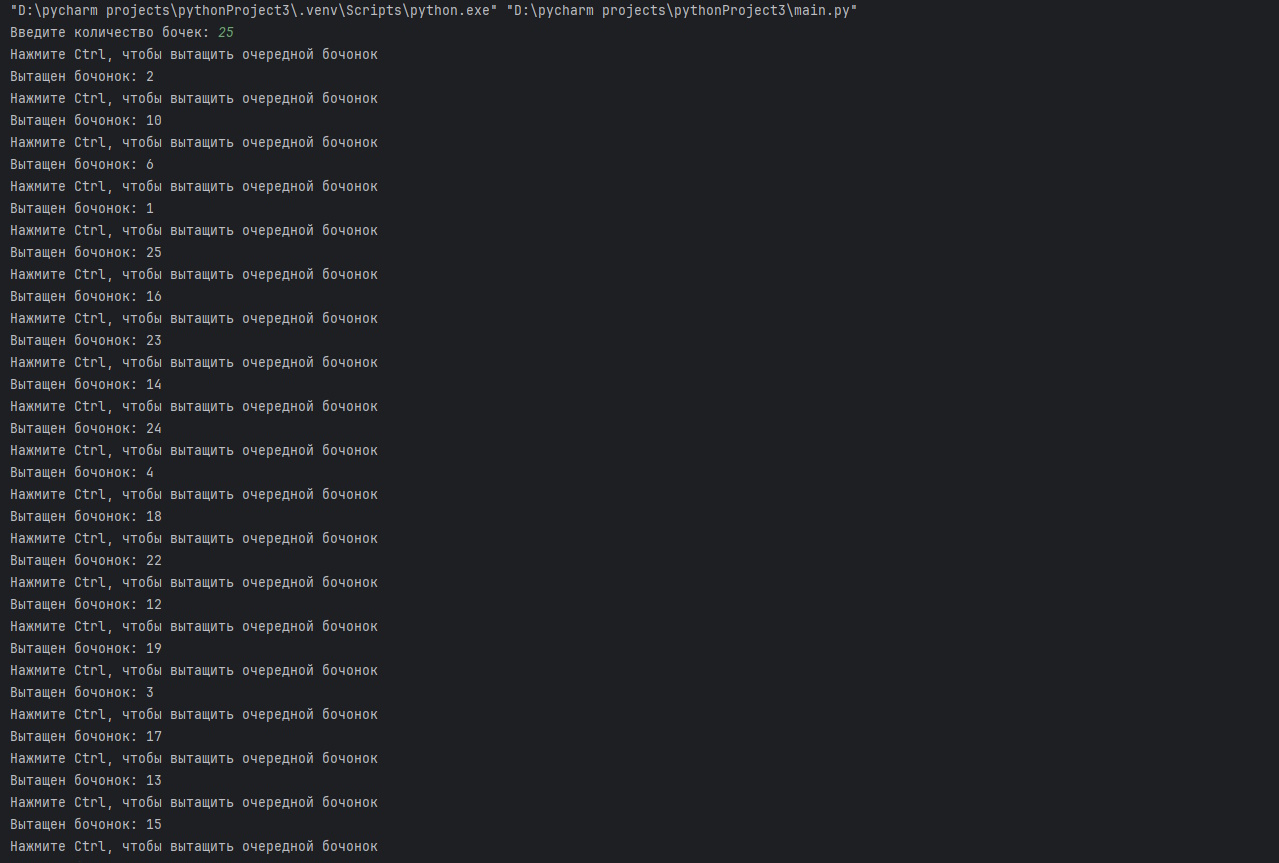 "D:\pycharm projects\pythonProject3\.venv\Scripts\python.exe" "D:\pycharm projects\pythonProject3\main.py"
Введите количество бочек: 25
Нажмите Ctrl, чтобы вытащить очередной бочонок
Вытащен бочонок: 2
Нажмите Ctrl, чтобы вытащить очередной бочонок
Вытащен бочонок: 10
Нажмите Ctrl, чтобы вытащить очередной бочонок
Вытащен бочонок: 6
Нажмите Ctrl, чтобы вытащить очередной бочонок
Вытащен бочонок: 1
Нажмите Ctrl, чтобы вытащить очередной бочонок
Вытащен бочонок: 25
Нажмите Ctrl, чтобы вытащить очередной бочонок
Вытащен бочонок: 16
Нажмите Ctrl, чтобы вытащить очередной бочонок
Вытащен бочонок: 23
Нажмите Ctrl, чтобы вытащить очередной бочонок
Вытащен бочонок: 14
Нажмите Ctrl, чтобы вытащить очередной бочонок
Вытащен бочонок: 24
Нажмите Ctrl, чтобы вытащить очередной бочонок
Вытащен бочонок: 4
Нажмите Ctrl, чтобы вытащить очередной бочонок
Вытащен бочонок: 18
Нажмите Ctrl, чтобы вытащить очередной бочонок
Вытащен бочонок: 22
Нажмите Ctrl, чтобы вытащить очередной бочонок
Вытащен бочонок: 12
Нажмите Ctrl, чтобы вытащить очередной бочонок
Вытащен бочонок: 19
Нажмите Ctrl, чтобы вытащить очередной бочонок
Вытащен бочонок: 3
Нажмите Ctrl, чтобы вытащить очередной бочонок
Вытащен бочонок: 17
Нажмите Ctrl, чтобы вытащить очередной бочонок
Вытащен бочонок: 13
Нажмите Ctrl, чтобы вытащить очередной бочонок
Вытащен бочонок: 15
Нажмите Ctrl, чтобы вытащить очередной бочонок